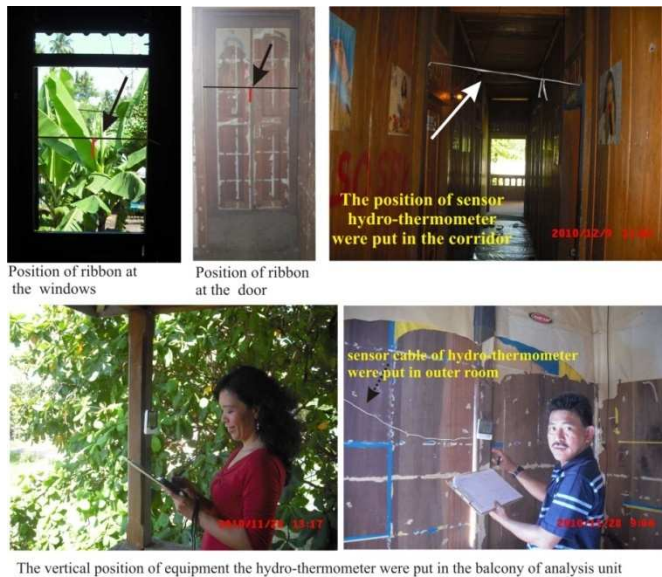 Position of ribbon at
the windows
Position of ribbon
at the door
The position of sensor
hydro-thermometer
were put in the corridor
sensor cable of hydro-thermometer
were put in outer room
The vertical position of equipment the hydro-thermometer were put in the balcony of analysis unit